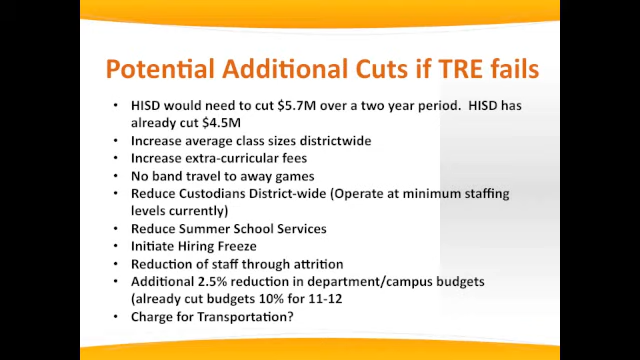 Potential Additional Cuts if TRE fails
• HISD would need to cut $5.7M over a two year period. HISD has
already cut $4.5M
• Increase average class sizes districtwide
• Increase extra-curricular fees
• No band travel to away games
• Reduce Custodians District-wide (Operate at minimum staffing
levels currently)
• Reduce Summer School Services
• Initiate Hiring Freeze
• Reduction of staff through attrition
• Additional 2.5% reduction in department/campus budgets
(already cut budgets 10% for 11-12
• Charge for Transportation?